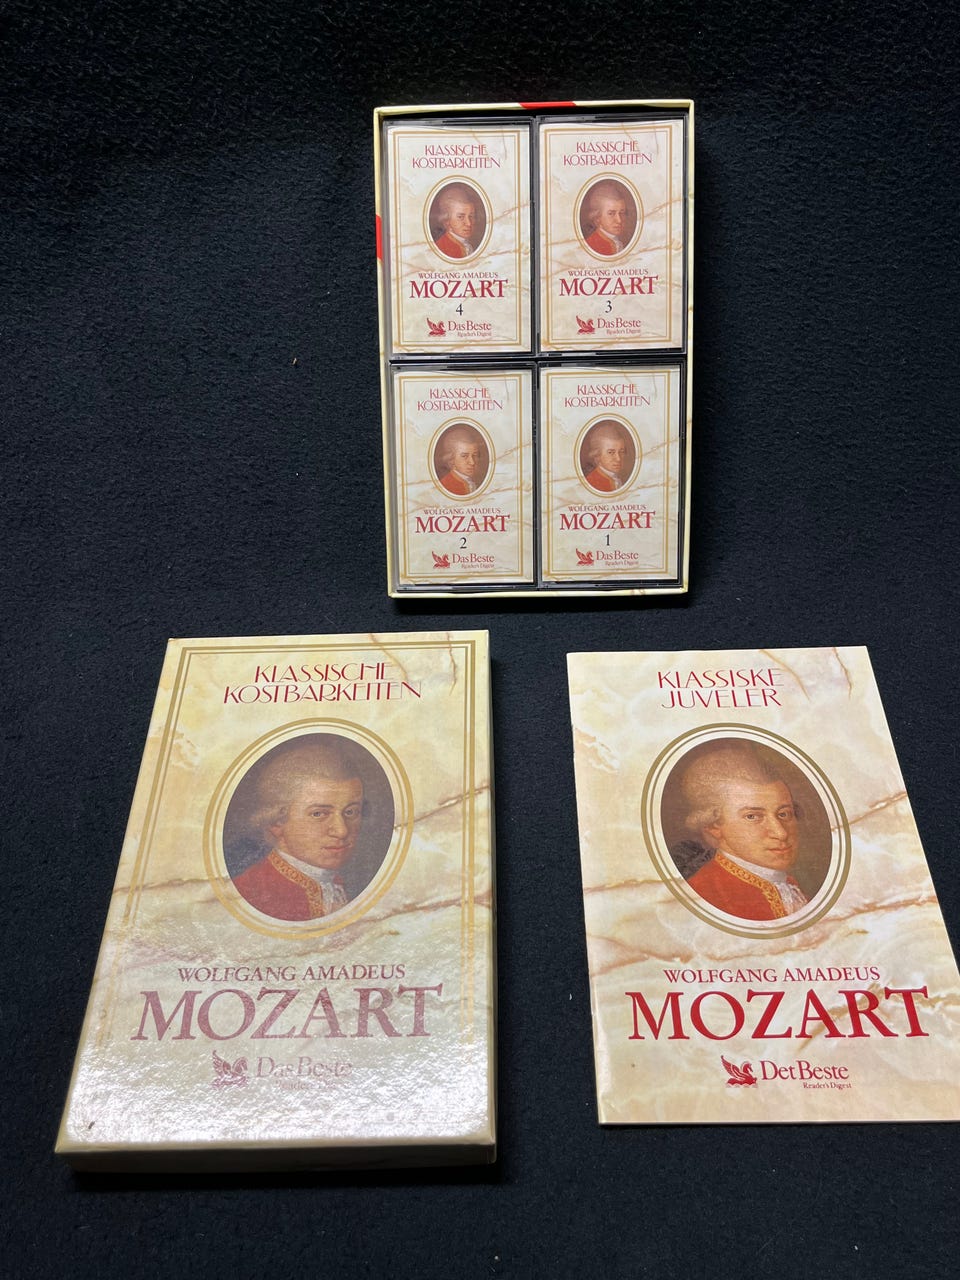 KLASSISCHE
KOSTBARKEITEN
WOLFGANG AMADEUS
MOZART
4
Das Beste
Reader's Digest
KLASSISCHE
KOSTBARKEITEN
WOLFGANG AMADEUS
MOZART
3
Das Beste
Reader's Digest
KLASSISCHE
KOSTBARKEITEN
WOLFGANG AMADEUS
MOZART
2
Das Beste
Reader's Digest
KLASSISCHE
KOSTBARKEITEN
WOLFGANG AMADEUS
MOZART
1
Das Beste
Reader's Digest
KLASSISCHE
KOSTBARKEITEN
WOLFGANG AMADEUS
MOZART
Das Beste
Reader's
KLASSISKE
JUVELER
WOLFGANG AMADEUS
MOZART
Det Beste
Reader's Digest